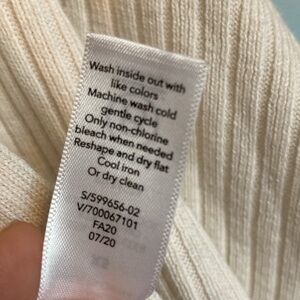 Wash inside out with
like colors
Machine wash cold
gentle cycle
Only non-chlorine
bleach when needed
Reshape and dry flat
Cool iron
Or dry clean
S/599656-02
V/700067101
FA20
07/20